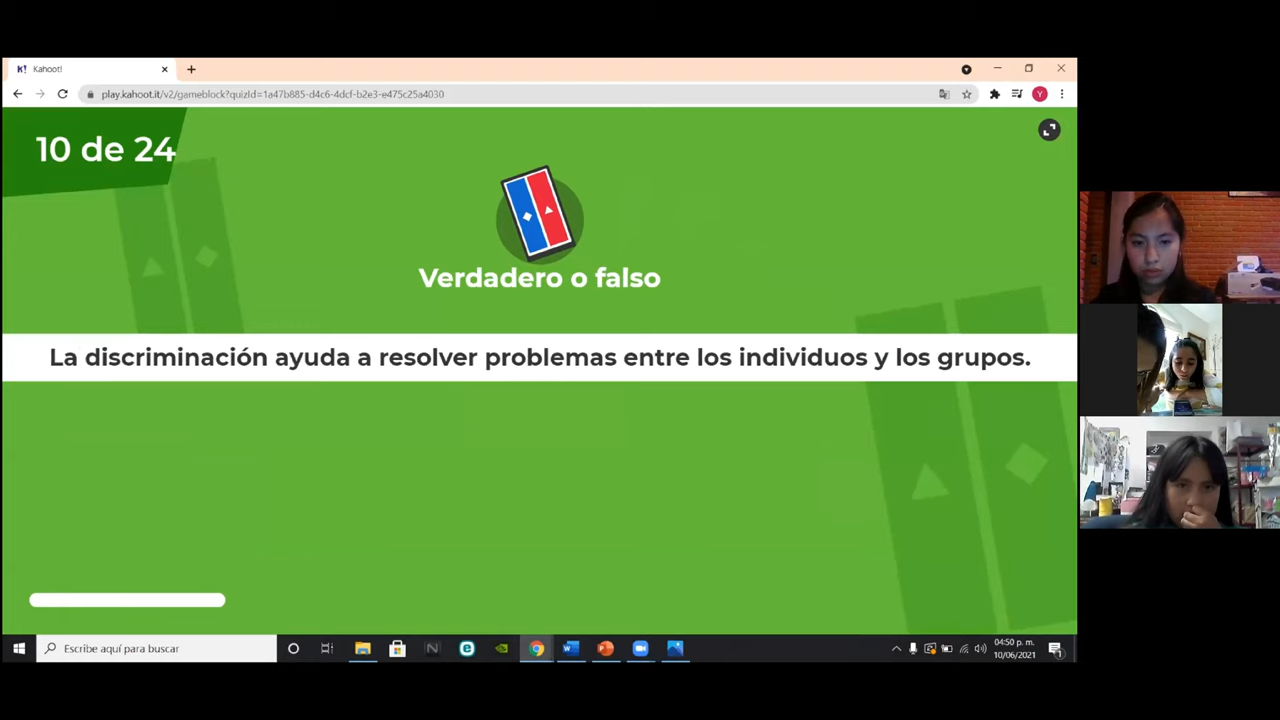 Kahoot!
play.kahoot.it/v2/gameblock?quizId=1a47b885-d4c6-4dcf-b2e3-e475c25a4030
Y
10 de 24
Verdadero o falso
La discriminación ayuda a resolver problemas entre los individuos y los grupos.
Escribe aquí para buscar
04:50 p. m.
10/06/2021